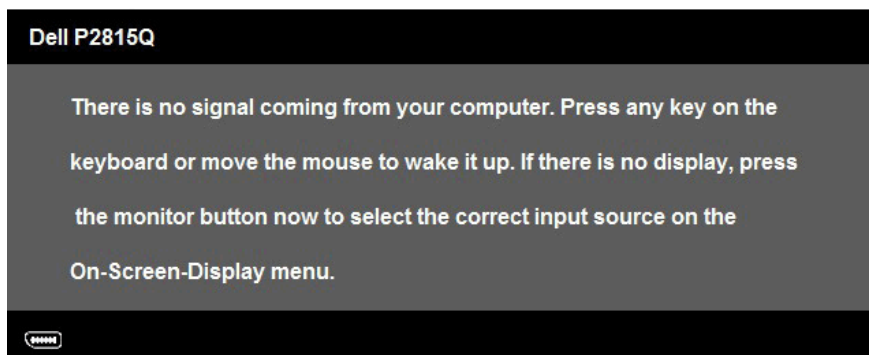 Dell P2815Q
There is no signal coming from your computer. Press any key on the
keyboard or move the mouse to wake it up. If there is no display, press
the monitor button now to select the correct input source on the
On-Screen-Display menu.